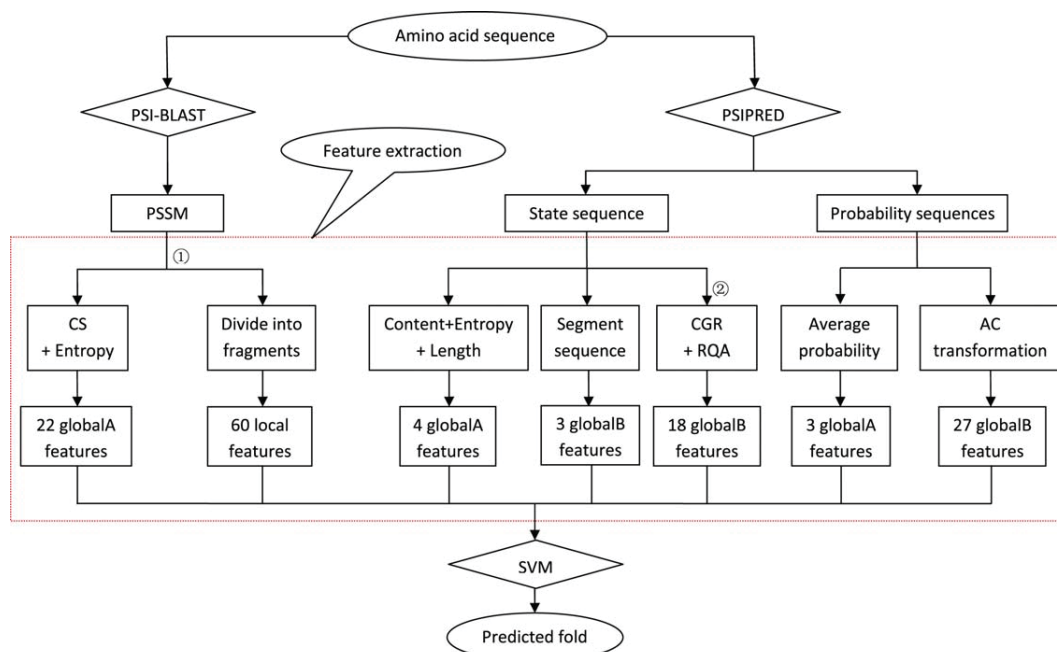 Amino acid sequence
PSI-BLAST
PSIPRED
Feature extraction
PSSM
State sequence
Probability sequences
①
②
CS
+ Entropy
Divide into
fragments
Content+Entropy
+ Length
Segment
sequence
CGR
+ RQA
Average
probability
AC
transformation
22 globalA
features
60 local
features
4 globalA
features
3 globalB
features
18 globalB
features
3 globalA
features
27 globalB
features
SVM
Predicted fold